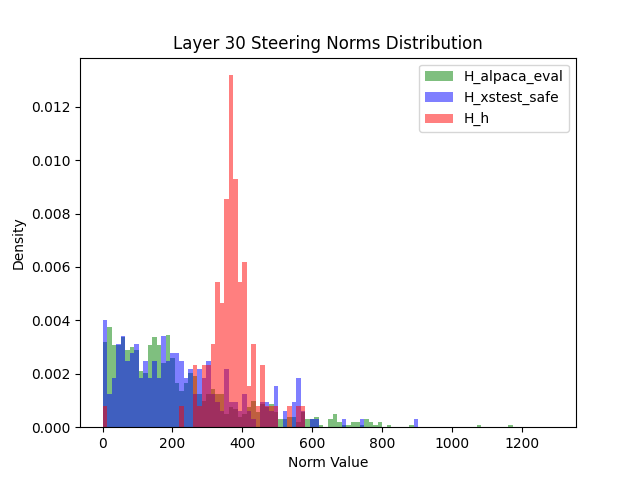 Layer 30 Steering Norms Distribution
H_alpaca_eval
H_xstest_safe
H_h
Density
0.012
0.010
0.008
0.006
0.004
0.002
0.000
0 200 400 600 800 1000 1200
Norm Value